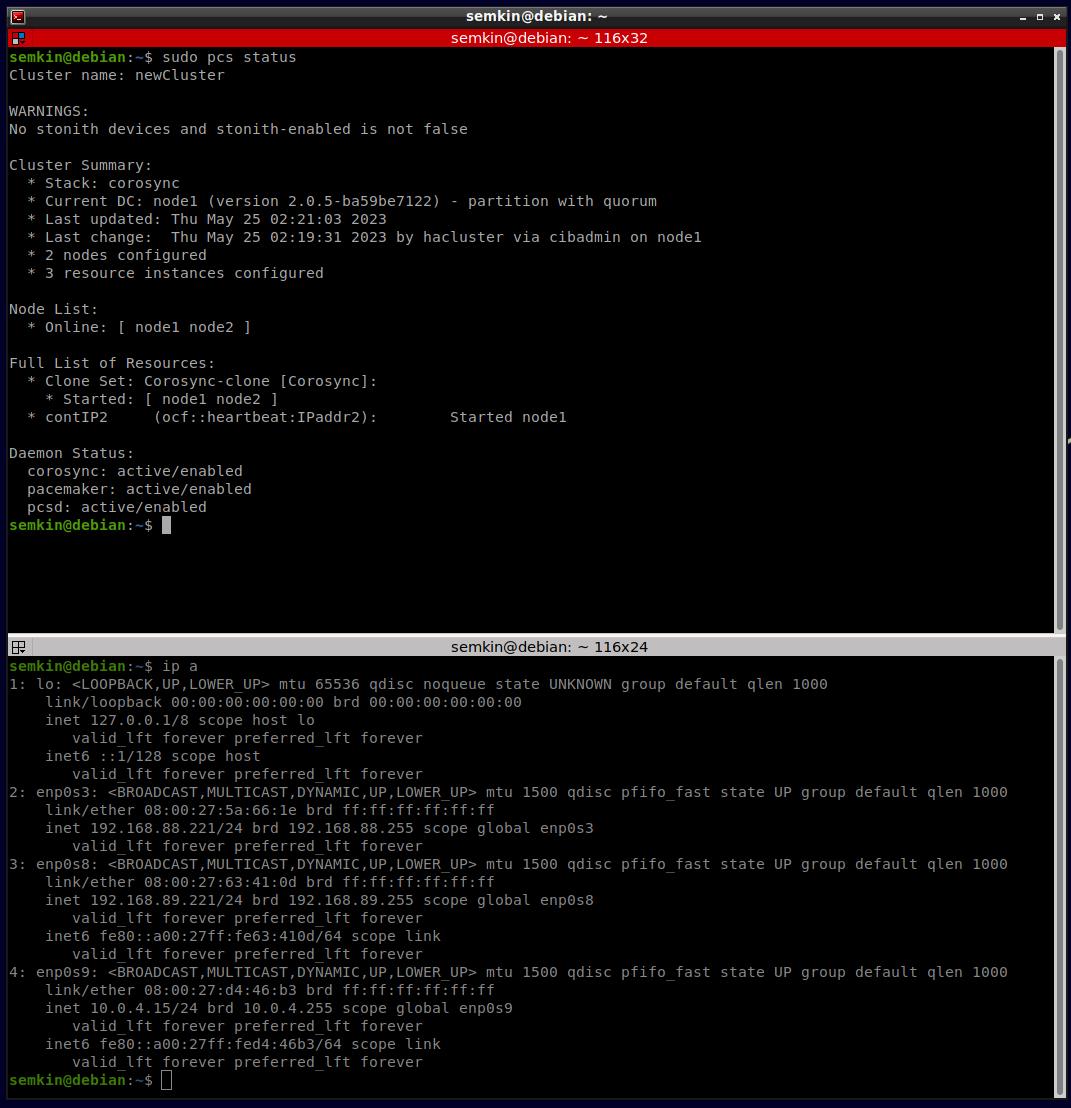 semkin@debian: ~
semkin@debian: ~ 116x32
semkin@debian:~$ sudo pcs status
Cluster name: newCluster
WARNINGS:
No stonith devices and stonith-enabled is not false
Cluster Summary:
  * Stack: corosync
  * Current DC: node1 (version 2.0.5-ba59be7122) - partition with quorum
  * Last updated: Thu May 25 02:21:03 2023
  * Last change:  Thu May 25 02:19:31 2023 by hacluster via cibadmin on node1
  * 2 nodes configured
  * 3 resource instances configured
Node List:
  * Online: [ node1 node2 ]
Full List of Resources:
  * Clone Set: Corosync-clone [Corosync]:
    * Started: [ node1 node2 ]
  * contIP2     (ocf::heartbeat:IPaddr2):        Started node1
Daemon Status:
  corosync: active/enabled
  pacemaker: active/enabled
  pcsd: active/enabled
semkin@debian:~$
semkin@debian: ~ 116x24
semkin@debian:~$ ip a
1: lo: <LOOPBACK,UP,LOWER_UP> mtu 65536 qdisc noqueue state UNKNOWN group default qlen 1000
    link/loopback 00:00:00:00:00:00 brd 00:00:00:00:00:00
    inet 127.0.0.1/8 scope host lo
       valid_lft forever preferred_lft forever
    inet6 ::1/128 scope host
       valid_lft forever preferred_lft forever
2: enp0s3: <BROADCAST,MULTICAST,DYNAMIC,UP,LOWER_UP> mtu 1500 qdisc pfifo_fast state UP group default qlen 1000
    link/ether 08:00:27:5a:66:1e brd ff:ff:ff:ff:ff:ff
    inet 192.168.88.221/24 brd 192.168.88.255 scope global enp0s3
       valid_lft forever preferred_lft forever
3: enp0s8: <BROADCAST,MULTICAST,DYNAMIC,UP,LOWER_UP> mtu 1500 qdisc pfifo_fast state UP group default qlen 1000
    link/ether 08:00:27:63:41:0d brd ff:ff:ff:ff:ff:ff
    inet 192.168.89.221/24 brd 192.168.89.255 scope global enp0s8
       valid_lft forever preferred_lft forever
    inet6 fe80::a00:27ff:fe63:410d/64 scope link
       valid_lft forever preferred_lft forever
4: enp0s9: <BROADCAST,MULTICAST,DYNAMIC,UP,LOWER_UP> mtu 1500 qdisc pfifo_fast state UP group default qlen 1000
    link/ether 08:00:27:d4:46:b3 brd ff:ff:ff:ff:ff:ff
    inet 10.0.4.15/24 brd 10.0.4.255 scope global enp0s9
       valid_lft forever preferred_lft forever
    inet6 fe80::a00:27ff:fed4:46b3/64 scope link
       valid_lft forever preferred_lft forever
semkin@debian:~$